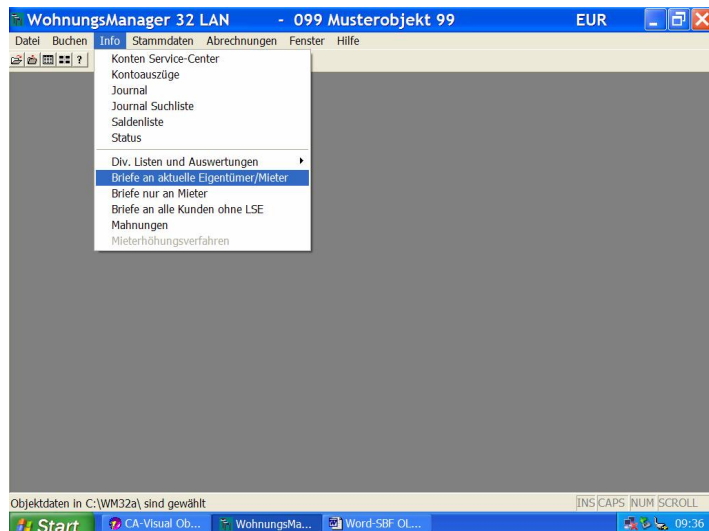 WohnungsManager 32 LAN - 099 Musterobjekt 99 EUR
Datei Buchen Info Stammdaten Abrechnungen Fenster Hilfe
?
Konten Service-Center
Kontoauszüge
Journal
Journal Suchliste
Saldenliste
Status
Div. Listen und Auswertungen
Briefe an aktuelle Eigentümer/Mieter
Briefe nur an Mieter
Briefe an alle Kunden ohne LSE
Mahnungen
Mieterhöhungsverfahren
Objektdaten in C:\WM32a\ sind gewählt INS CAPS NUM SCROLL
Start CA-Visual Ob... WohnungsMa... Word-SBF OL... 09:36